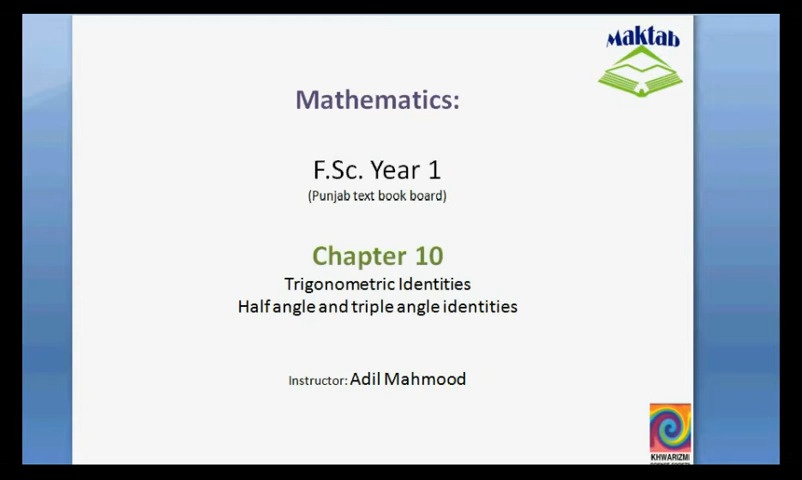 Maktab
Mathematics:
F.Sc. Year 1
(Punjab text book board)
Chapter 10
Trigonometric Identities
Half angle and triple angle identities
Instructor: Adil Mahmood
KHWARIZMI